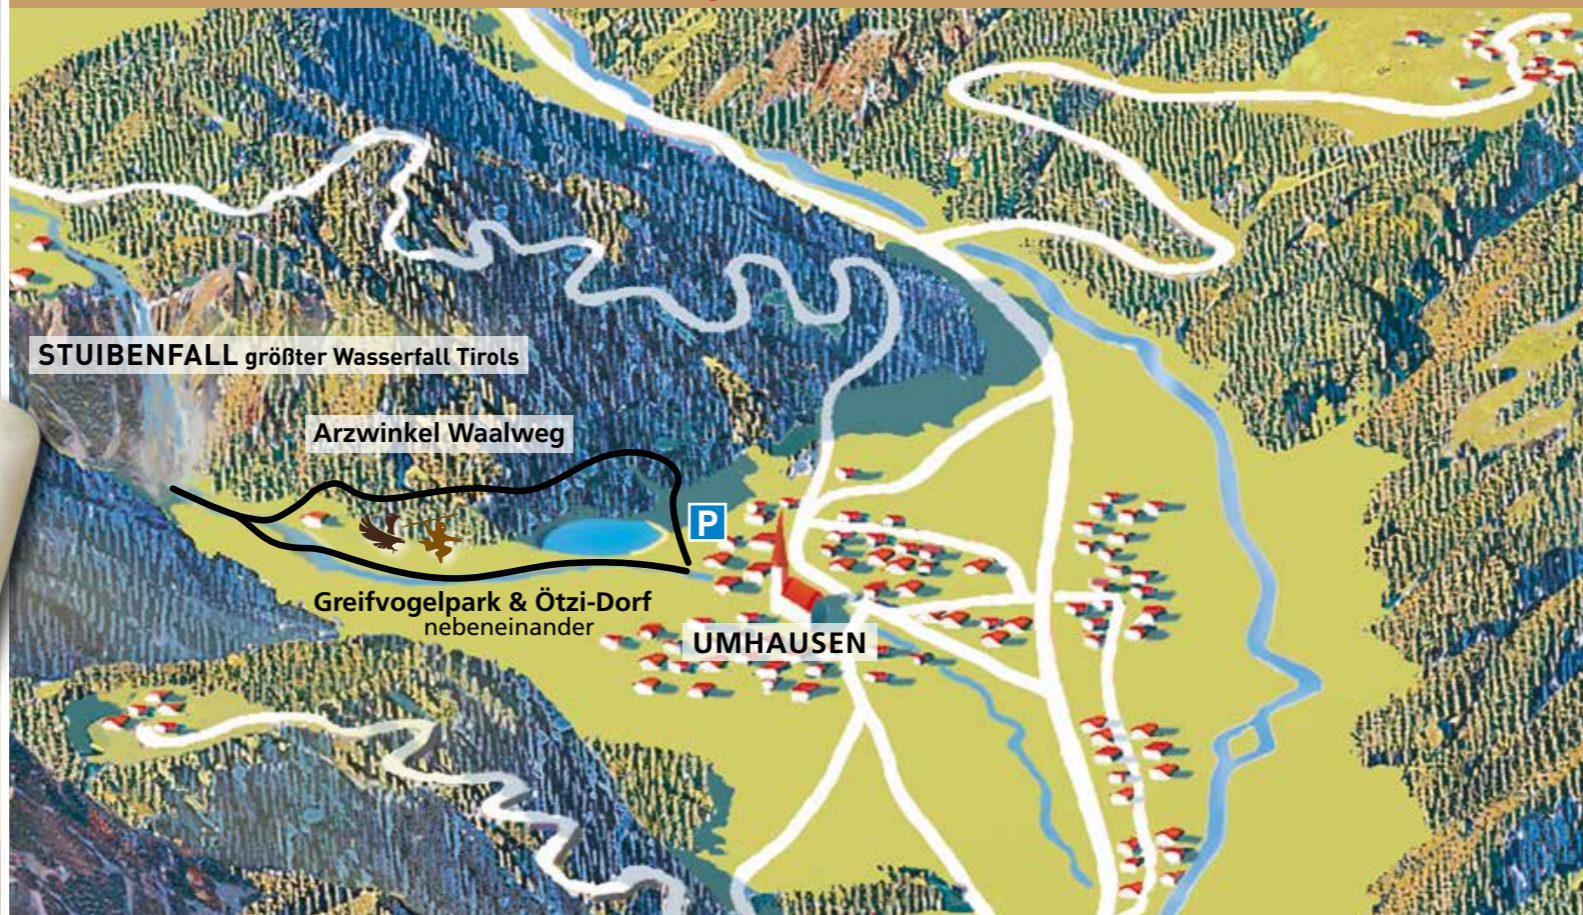 STUIBENFALL größter Wasserfall Tirols
Arzwinkel Waalweg
P
Greifvogelpark & Ötzi-Dorf
nebeneinander
UMHAUSEN